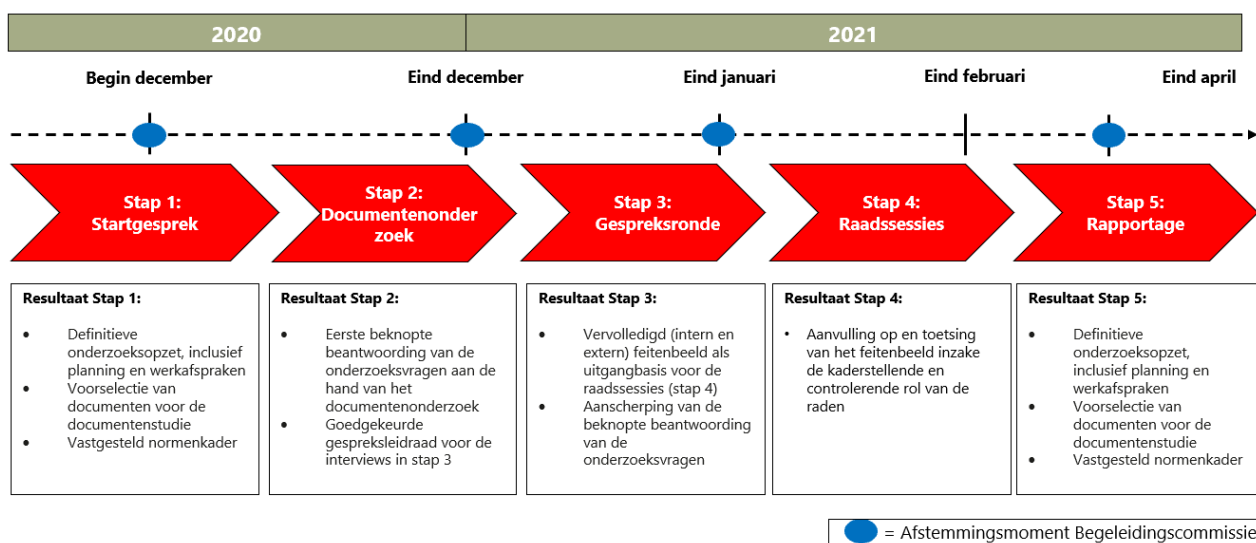 2020
2021
Begin december
Eind december
Eind januari
Eind februari
Eind april
Stap 1:
Startgesprek
Stap 2:
Documentenonder
zoek
Stap 3:
Gespreksronde
Stap 4:
Raadssessies
Stap 5:
Rapportage
Resultaat Stap 1:
• Definitieve
onderzoeksopzet, inclusief
planning en werkafspraken
• Voorselectie van
documenten voor de
documentenstudie
• Vastgesteld normenkader
Resultaat Stap 2:
• Eerste beknopte
beantwoording van de
onderzoeksvragen aan de
hand van het
documentenonderzoek
• Goedgekeurde
gespreksleidraad voor de
interviews in stap 3
Resultaat Stap 3:
• Vervolledigd (intern en
extern) feitenbeeld als
uitgangbasis voor de
raadssessies (stap 4)
• Aanscherping van de
beknopte beantwoording
van de
onderzoeksvragen
Resultaat Stap 4:
• Aanvulling op en toetsing
van het feitenbeeld inzake
de kaderstellende en
controlerende rol van de
raden
Resultaat Stap 5:
• Definitieve
onderzoeksopzet,
inclusief planning en
werkafspraken
• Voorselectie van
documenten voor de
documentenstudie
• Vastgesteld normenkader
= Afstemmingsmoment Begeleidingscommissie